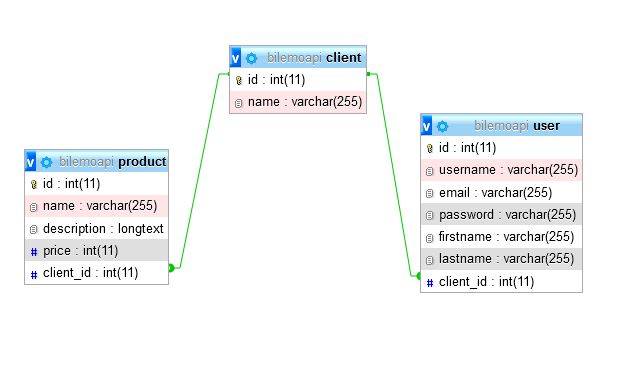 v bilemoapi client
id : int(11)
name : varchar(255)
v bilemoapi user
id : int(11)
username : varchar(255)
email : varchar(255)
password : varchar(255)
firstname : varchar(255)
lastname : varchar(255)
# client_id : int(11)
v bilemoapi product
id : int(11)
name : varchar(255)
description : longtext
# price : int(11)
# client_id : int(11)